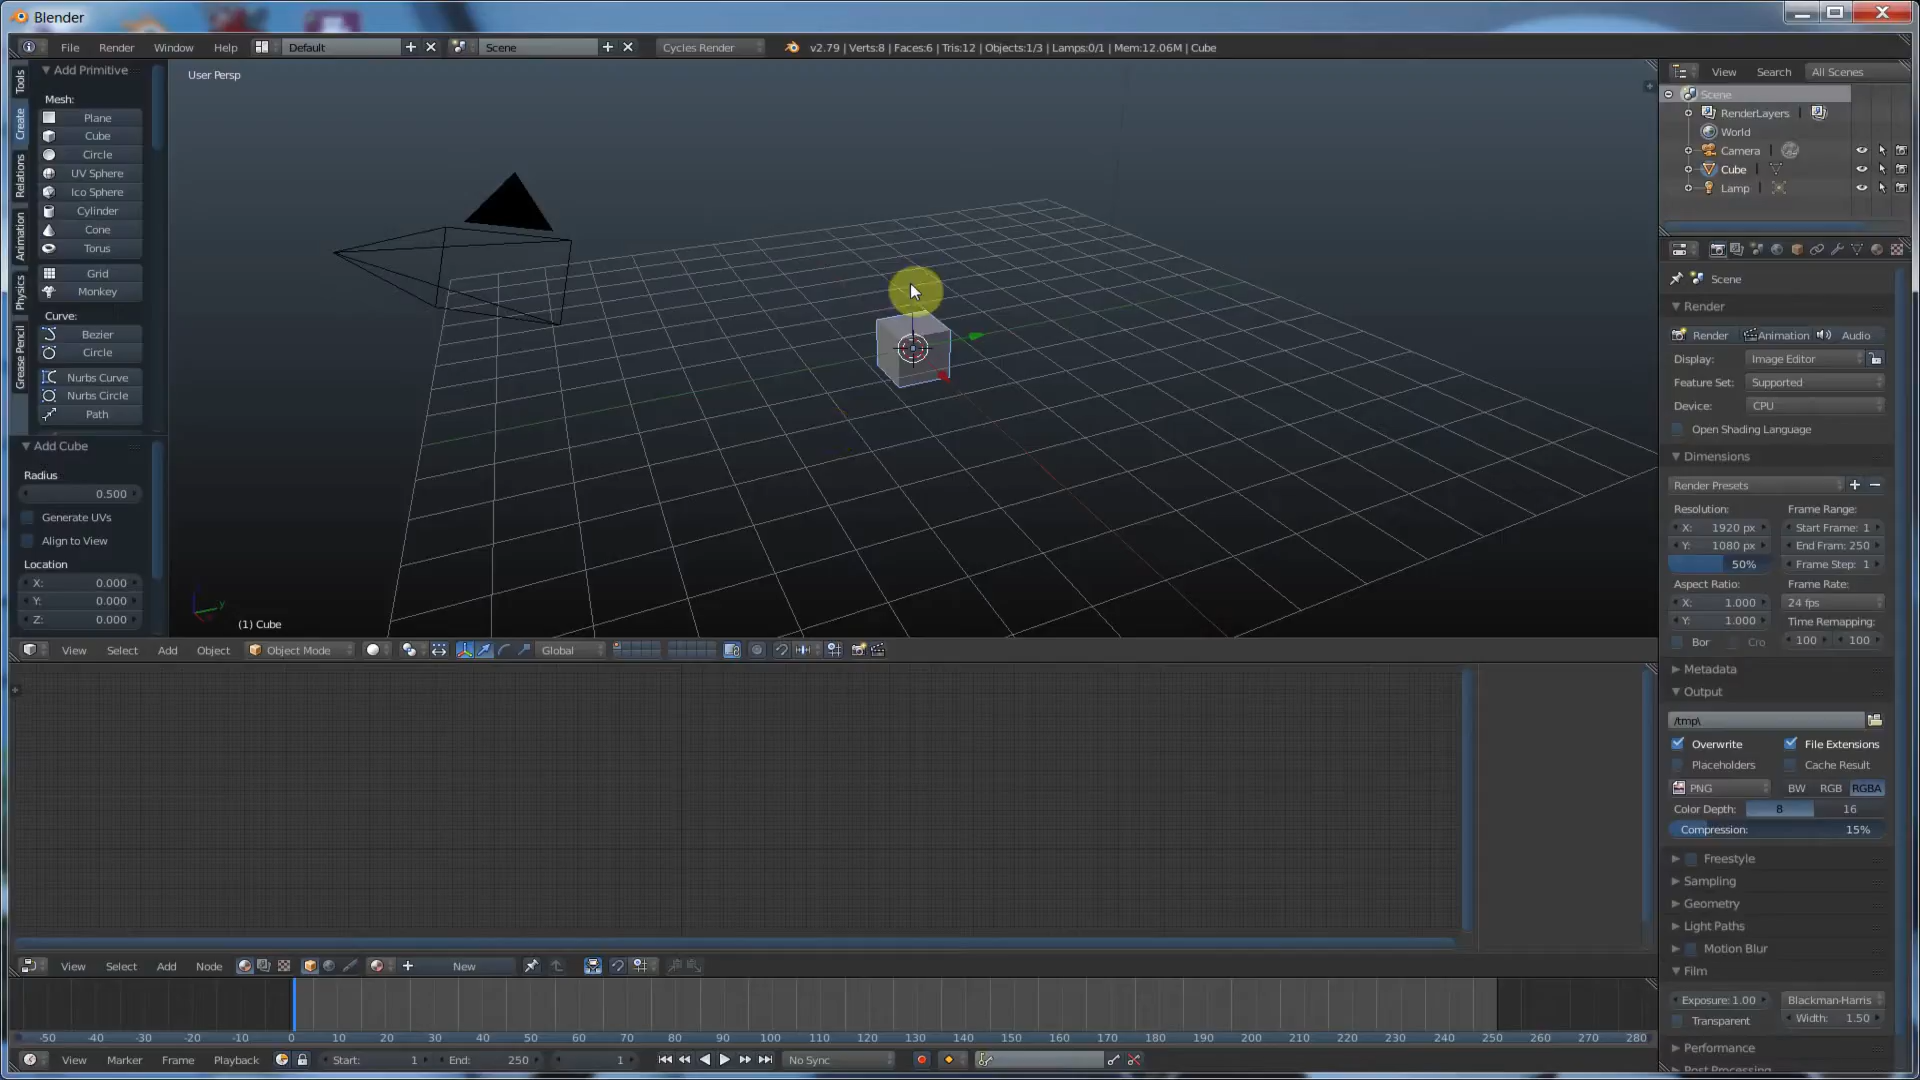 Blender
File Render Window Help Default Scene Cycles Render v2.79 | Verts:8 | Faces:6 | Tris:12 | Objects:1/3 | Lamps:0/1 | Mem:12.06M | Cube
Tools
Create
Relations
Animation
Physics
Grease Pencil
Add Primitive
Mesh:
Plane
Cube
Circle
UV Sphere
Ico Sphere
Cylinder
Cone
Torus
Grid
Monkey
Curve:
Bezier
Circle
Nurbs Curve
Nurbs Circle
Path
Add Cube
Radius
0.500
Generate UVs
Align to View
Location
X: 0.000
Y: 0.000
Z: 0.000
User Persp
y
(1) Cube
View Select Add Object Object Mode Global
View Select Add Node New
-50 -40 -30 -20 -10 0 10 20 30 40 50 60 70 80 90 100 110 120 130 140 150 160 170 180 190 200 210 220 230 240 250 260 270 280
View Marker Frame Playback Start: 1 End: 250 1 No Sync
View Search All Scenes
Scene
RenderLayers
World
Camera
Cube
Lamp
Scene
Render
Render Animation Audio
Display: Image Editor
Feature Set: Supported
Device: CPU
Open Shading Language
Dimensions
Render Presets
Resolution: Frame Range:
X: 1920 px Start Frame: 1
Y: 1080 px End Fram: 250
50% Frame Step: 1
Aspect Ratio: Frame Rate:
X: 1.000 24 fps
Y: 1.000 Time Remapping:
Bor Cro 100 100
Metadata
Output
/tmp\
Overwrite File Extensions
Placeholders Cache Result
PNG BW RGB RGBA
Color Depth: 8 16
Compression: 15%
Freestyle
Sampling
Geometry
Light Paths
Motion Blur
Film
Exposure: 1.00 Blackman-Harris
Transparent Width: 1.50
Performance
Post Processing